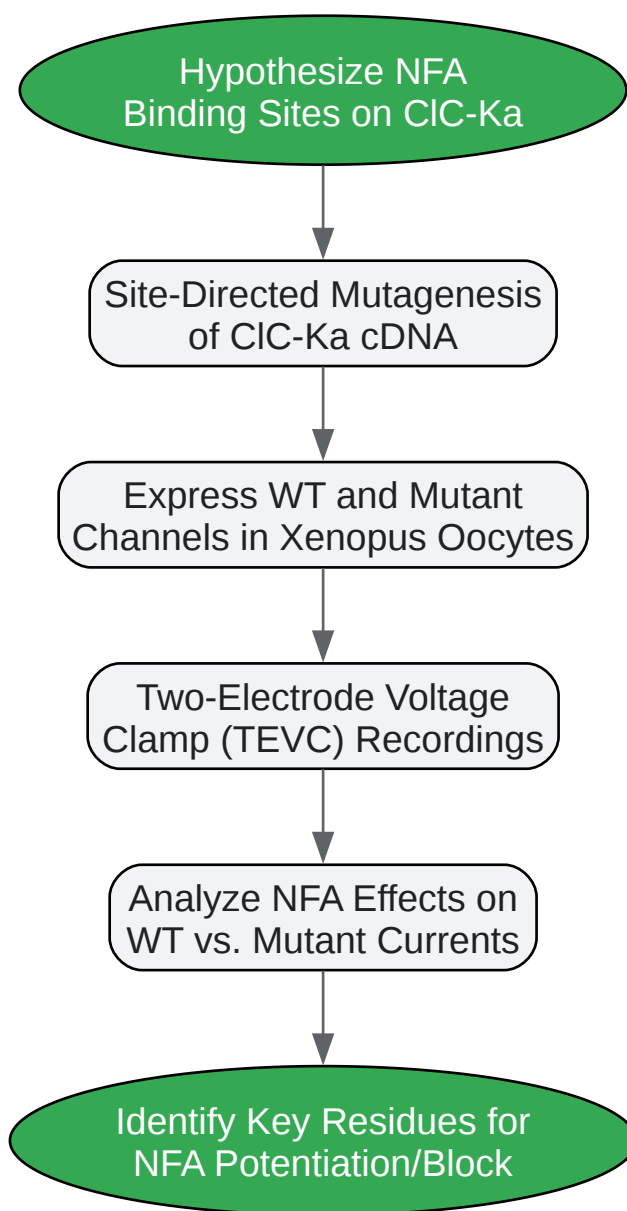 Hypothesize NFA
Binding Sites on ClC-Ka
Site-Directed Mutagenesis
of ClC-Ka cDNA
Express WT and Mutant
Channels in Xenopus Oocytes
Two-Electrode Voltage
Clamp (TEVC) Recordings
Analyze NFA Effects on
WT vs. Mutant Currents
Identify Key Residues for
NFA Potentiation/Block